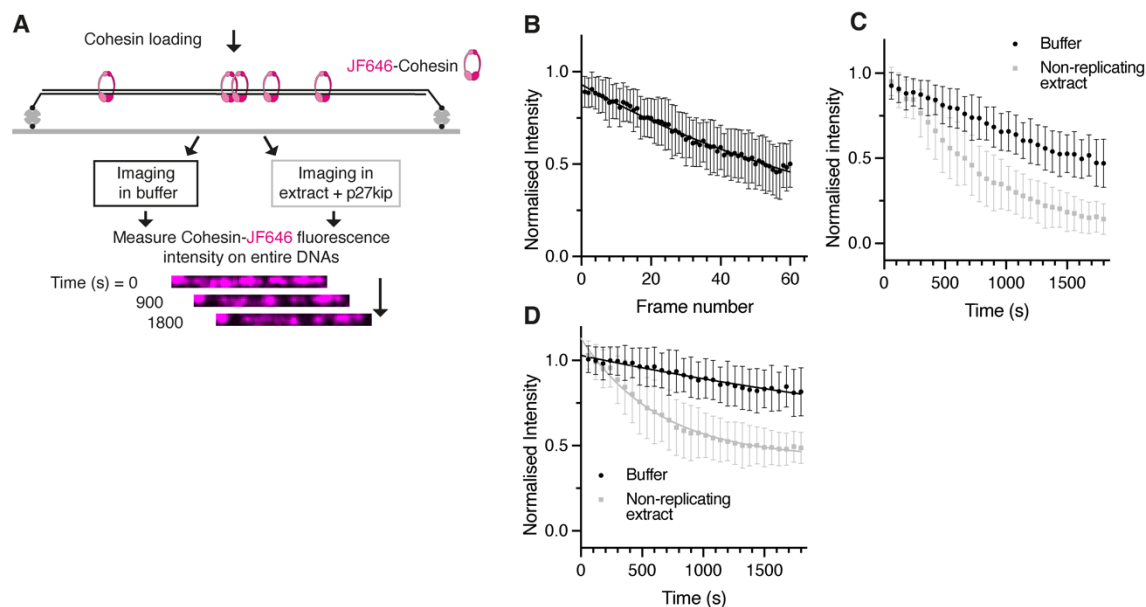 A
Cohesin loading
JF646-Cohesin
Imaging
in buffer
Imaging in
extract + p27kip
Measure Cohesin-JF646 fluorescence
intensity on entire DNAs
Time (s) = 0
900
1800
B
Normalised Intensity
1.0
0.5
0.0
0 20 40 60
Frame number
C
Buffer
Non-replicating
extract
Normalised intensity
1.0
0.5
0.0
0 500 1000 1500
Time (s)
D
Normalised Intensity
1.0
0.5
0.0
Buffer
Non-replicating
extract
0 500 1000 1500
Time (s)